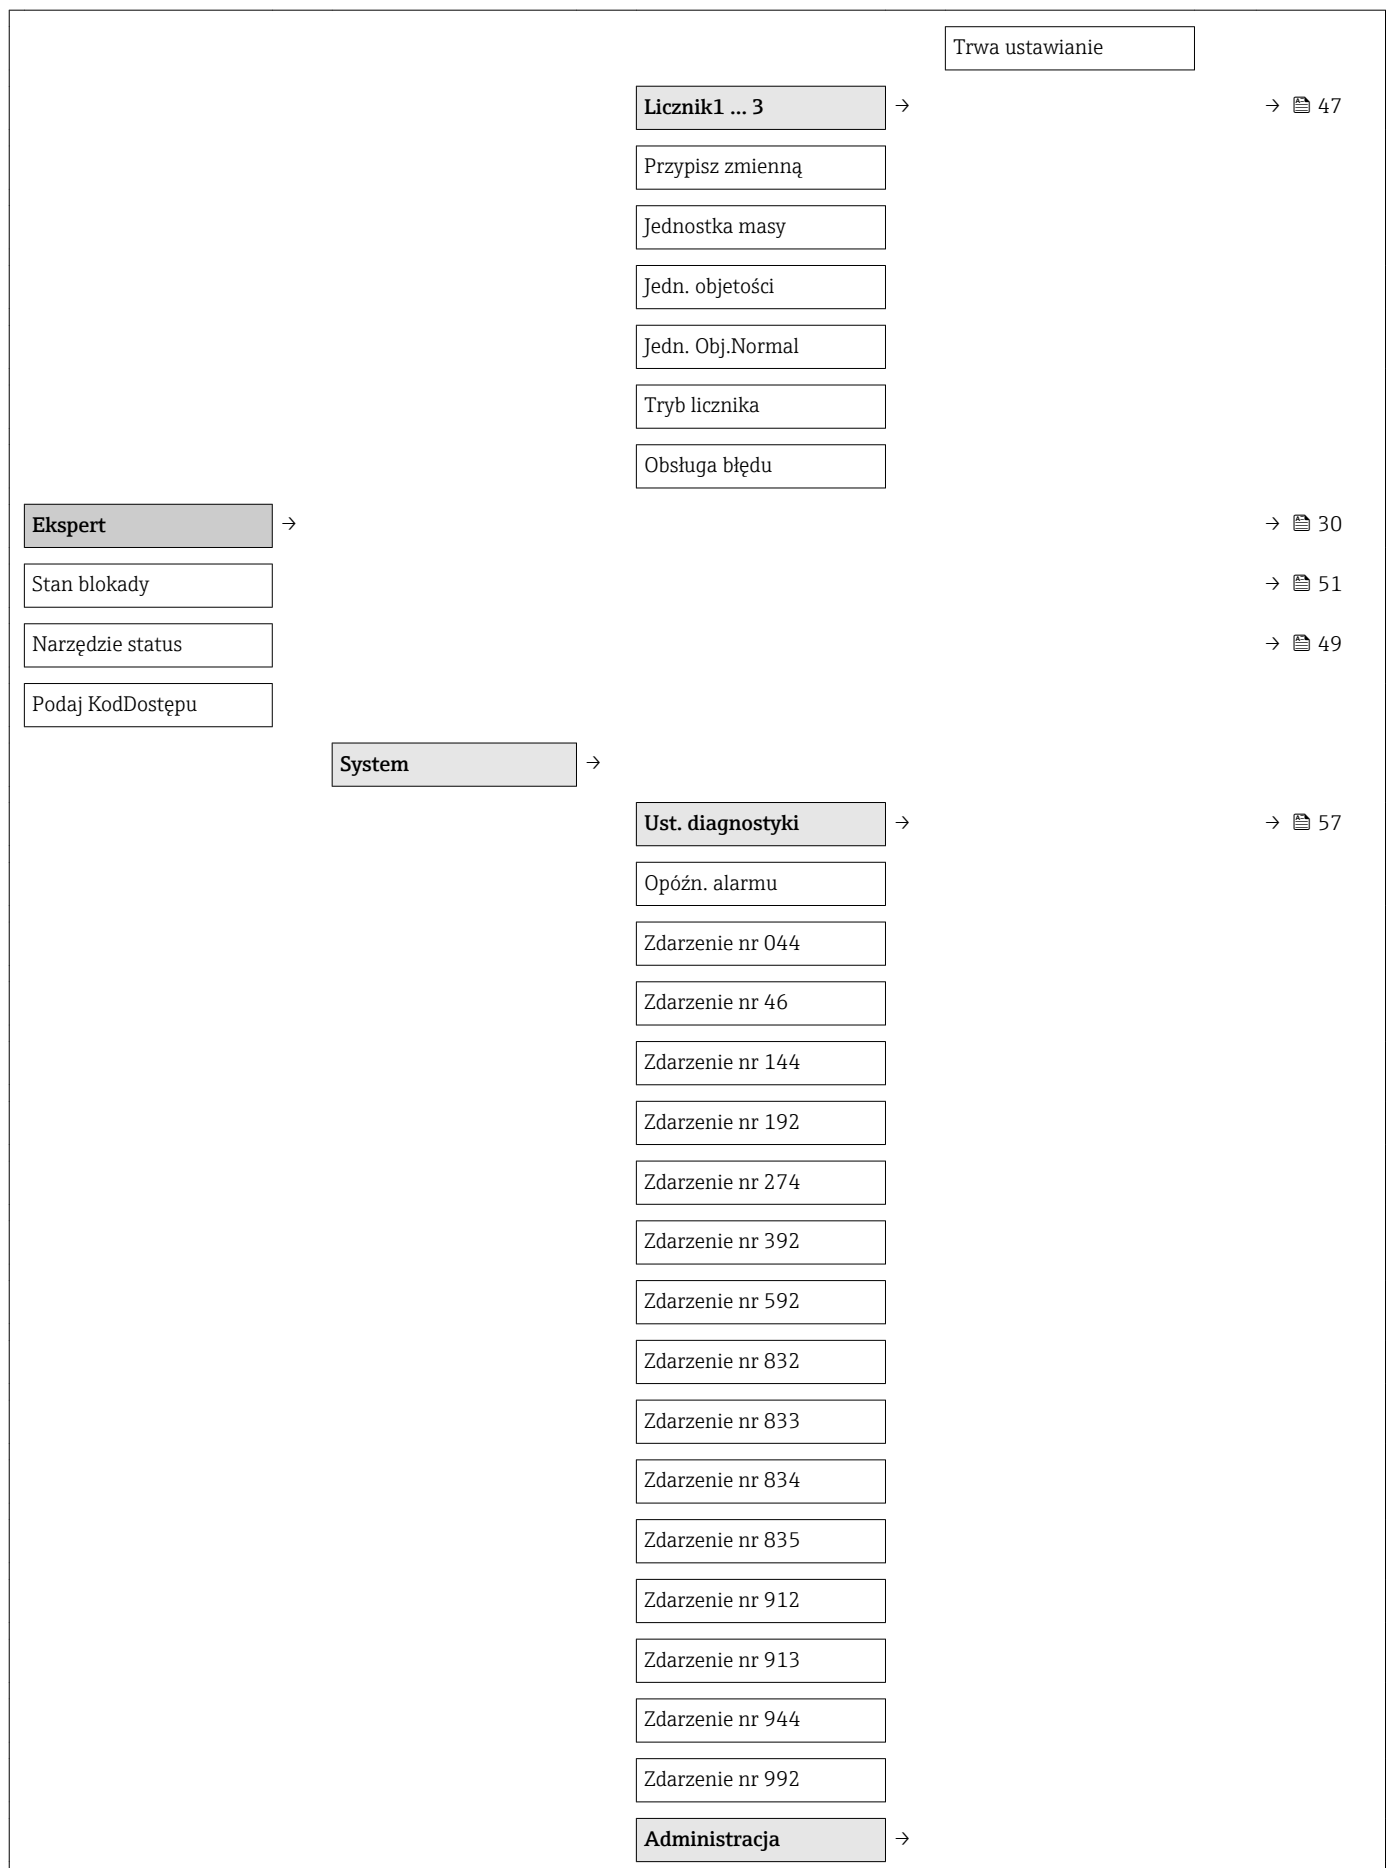 Trwa ustawianie
Licznik1 ... 3 → → 47
Przypisz zmienną
Jednostka masy
Jedn. objetości
Jedn. Obj.Normal
Tryb licznika
Obsługa błędu
Ekspert → → 30
Stan blokady → 51
Narzędzie status → 49
Podaj KodDostępu
System →
Ust. diagnostyki → → 57
Opóźn. alarmu
Zdarzenie nr 044
Zdarzenie nr 46
Zdarzenie nr 144
Zdarzenie nr 192
Zdarzenie nr 274
Zdarzenie nr 392
Zdarzenie nr 592
Zdarzenie nr 832
Zdarzenie nr 833
Zdarzenie nr 834
Zdarzenie nr 835
Zdarzenie nr 912
Zdarzenie nr 913
Zdarzenie nr 944
Zdarzenie nr 992
Administracja →